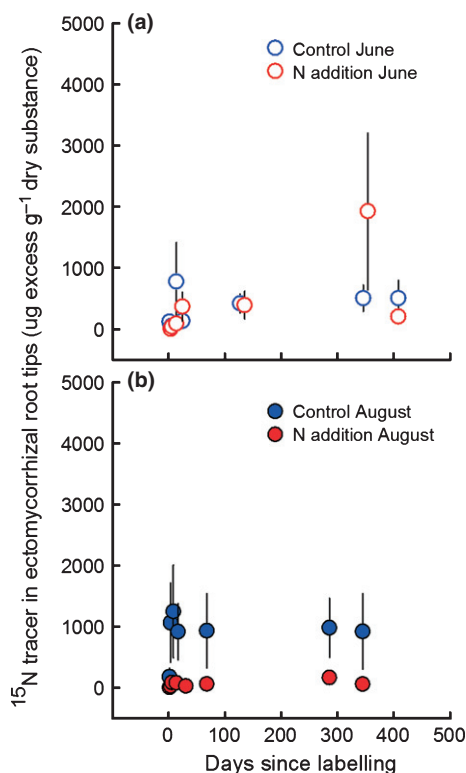 ¹⁵N tracer in ectomycorrhizal root tips (ug excess g⁻¹ dry substance)
(a)
Control June
N addition June
5000
4000
3000
2000
1000
0
(b)
Control August
N addition August
5000
4000
3000
2000
1000
0
0 100 200 300 400 500
Days since labelling